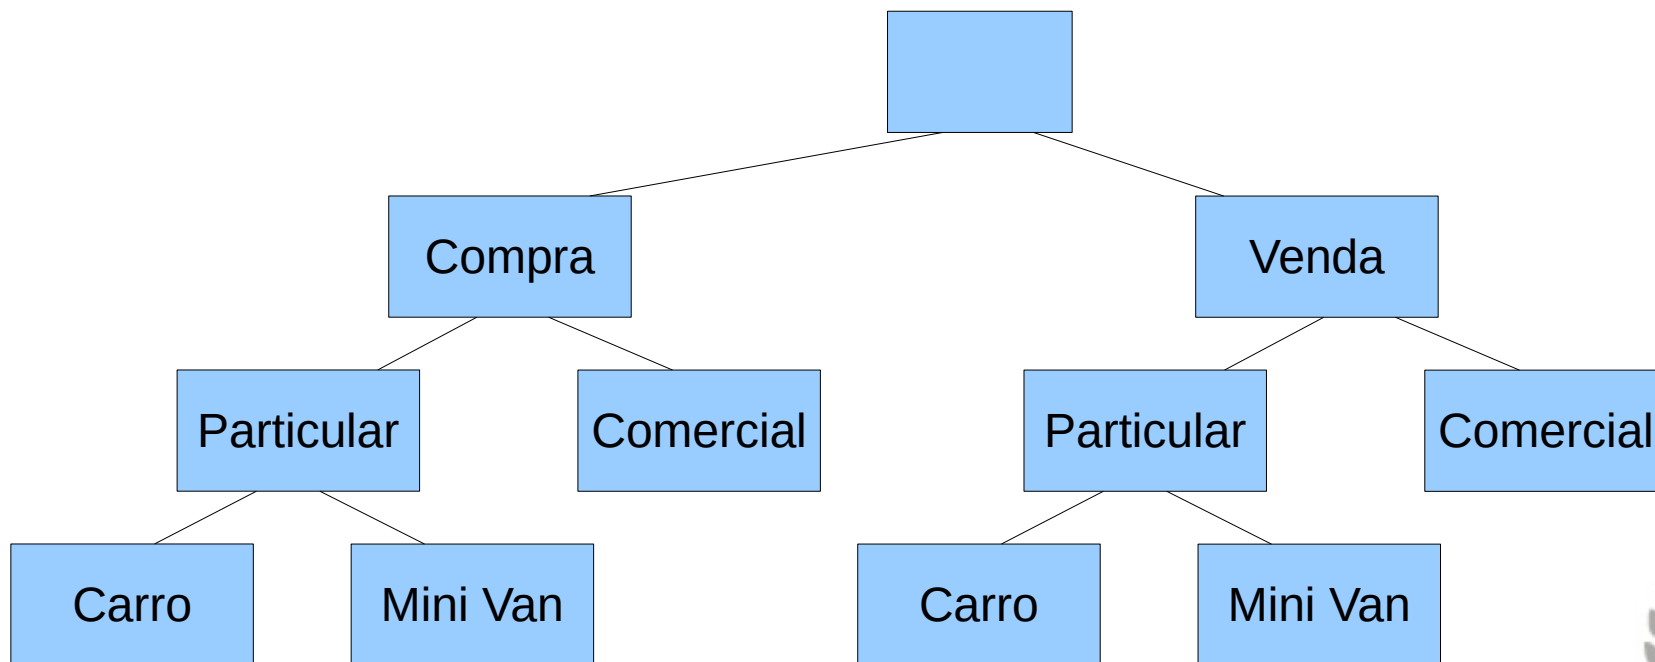 Compra
Venda
Particular
Comercial
Particular
Comercial
Carro
Mini Van
Carro
Mini Van